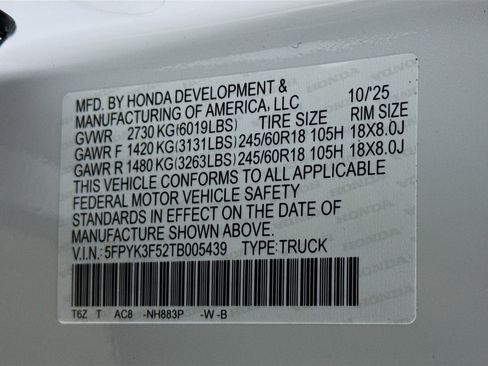 MFD. BY HONDA DEVELOPMENT &
MANUFACTURING OF AMERICA, LLC 10/'25
GVWR 2730 KG(6019LBS) TIRE SIZE RIM SIZE
GAWR F 1420 KG(3131LBS) 245/60R18 105H 18X8.0J
GAWR R 1480 KG(3263LBS) 245/60R18 105H 18X8.0J
THIS VEHICLE CONFORMS TO ALL APPLICABLE
FEDERAL MOTOR VEHICLE SAFETY
STANDARDS IN EFFECT ON THE DATE OF
MANUFACTURE SHOWN ABOVE.
V.I.N.: 5FPYK3F52TB005439 TYPE:TRUCK
T6Z T AC8 -NH883P -W -B